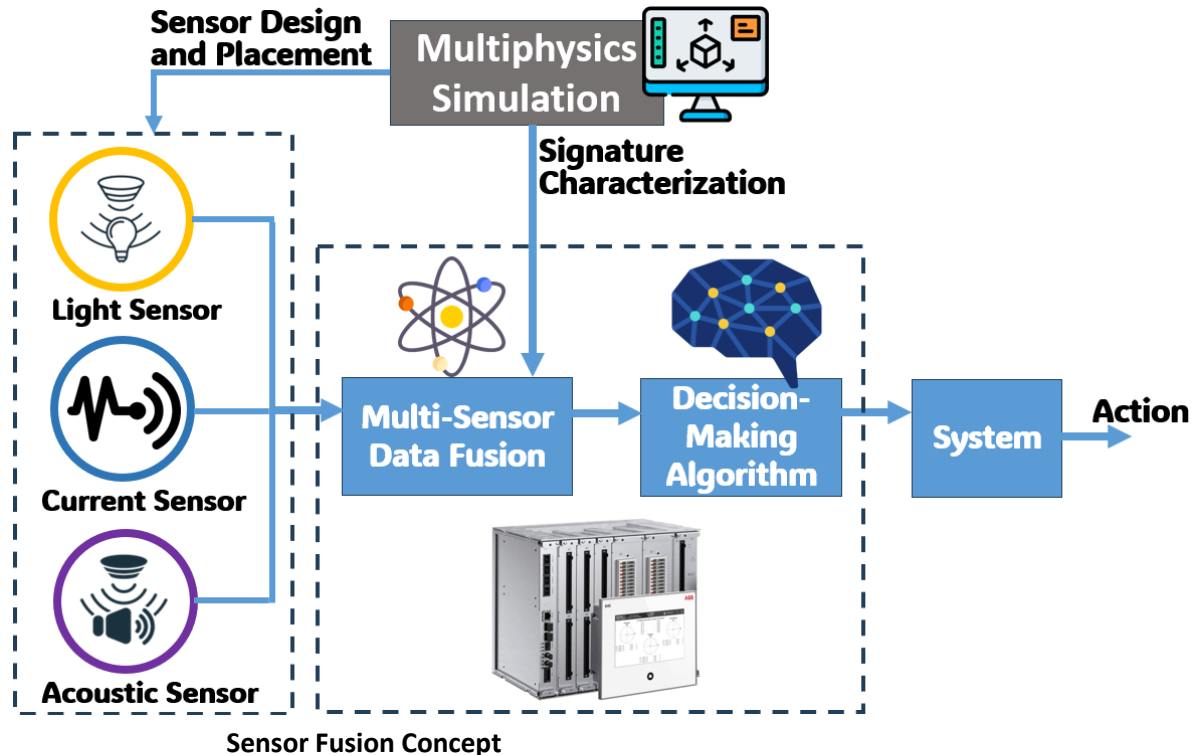 Sensor Design
and Placement
Multiphysics
Simulation
Signature
Characterization
Light Sensor
Current Sensor
Acoustic Sensor
Multi-Sensor
Data Fusion
Decision-
Making
Algorithm
System
Action
ABB
Sensor Fusion Concept